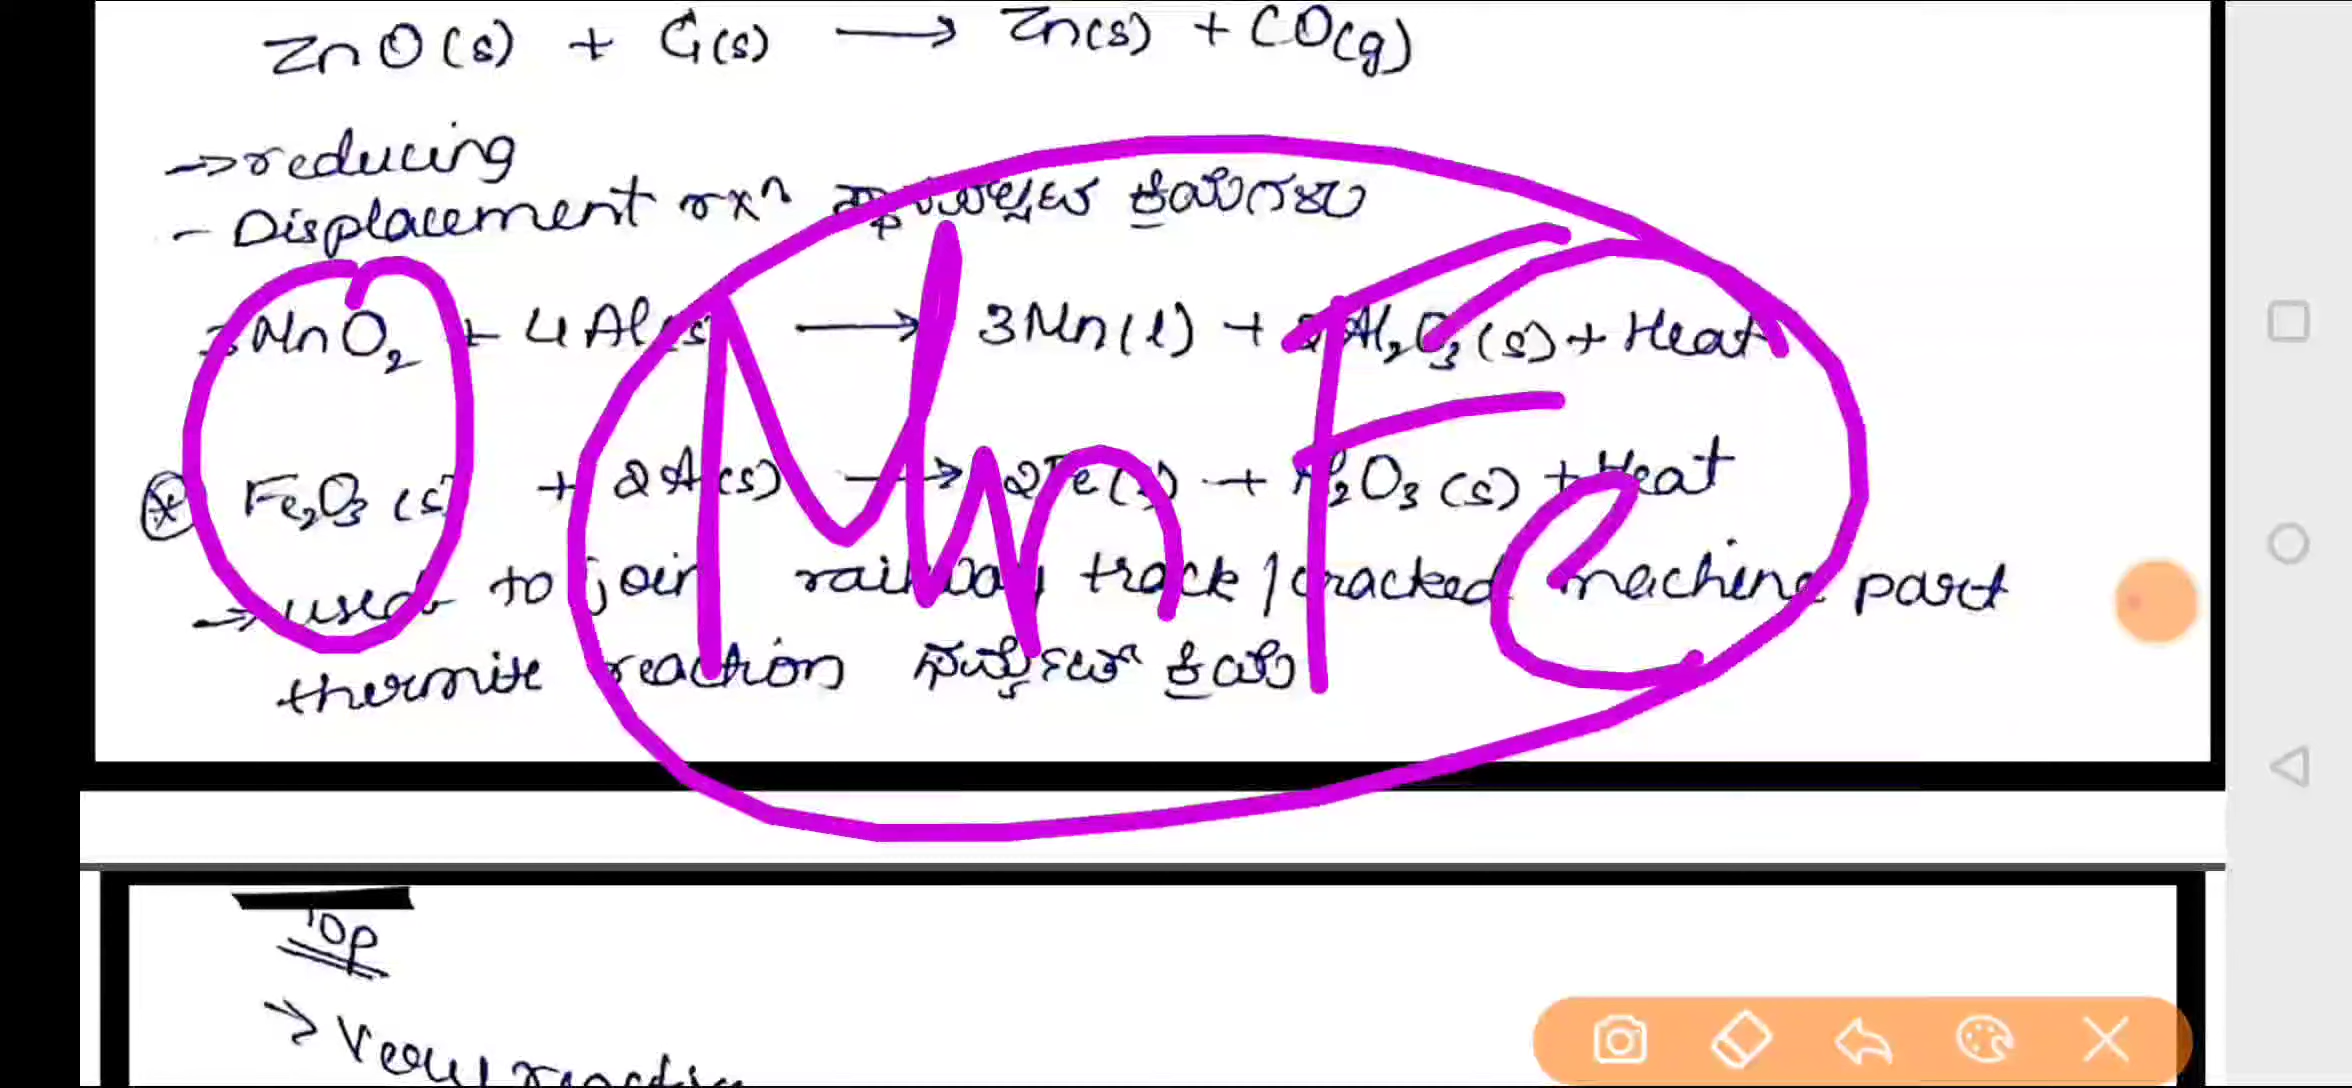 ZnO(s) + C(s) → Zn(s) + CO(g)
→ reducing
- Displacement rxn ಕ್ರಿಯೆಗಳು
3MnO₂ + 4Al(s) → 3Mn(l) + 2Al₂O₃(s) + Heat
Mn Fe
Fe₂O₃(s) + 2Al(s) → 2Fe(l) + Al₂O₃(s) + Heat
→ used to join railway track / cracked machine part
thermite reaction ಕ್ರಿಯೆ
Top
→ Very